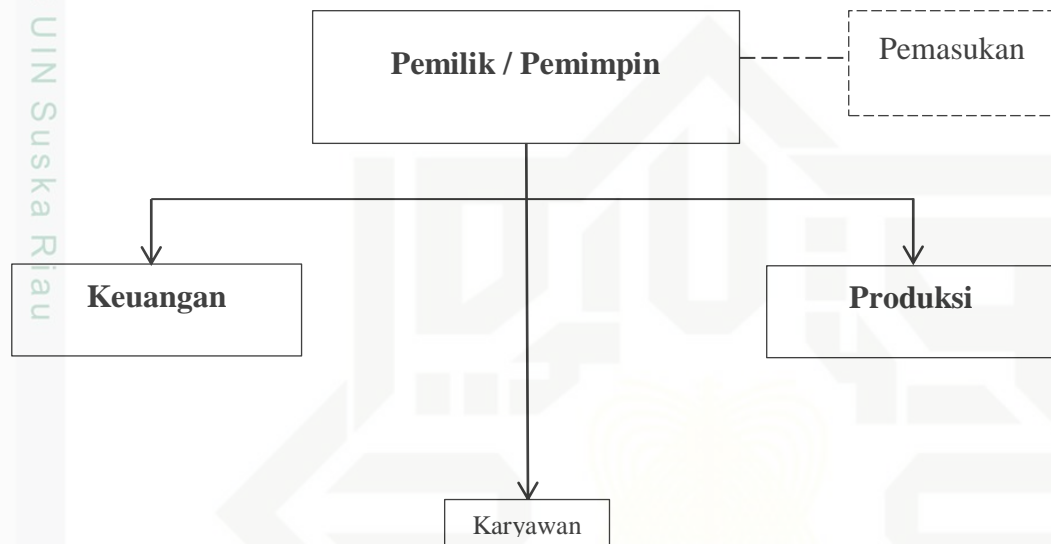 UIN Suska Riau
Pemilik / Pemimpin
Pemasukan
Keuangan
Produksi
Karyawan